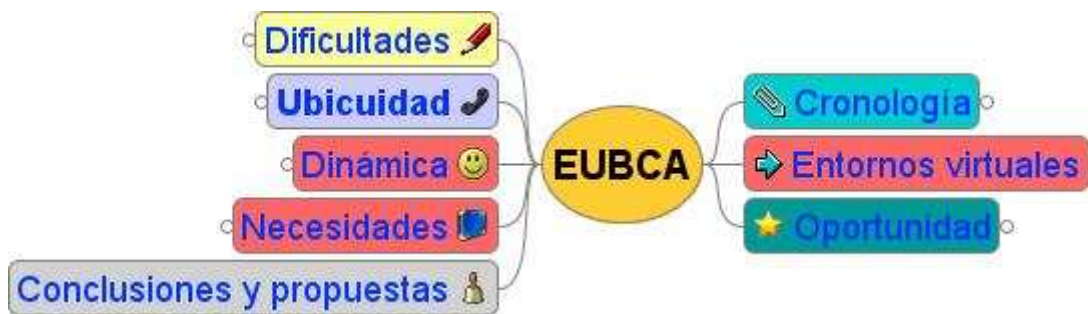 Dificultades
Ubicuidad
Dinámica
Necesidades
Conclusiones y propuestas
EUBCA
Cronología
Entornos virtuales
Oportunidad